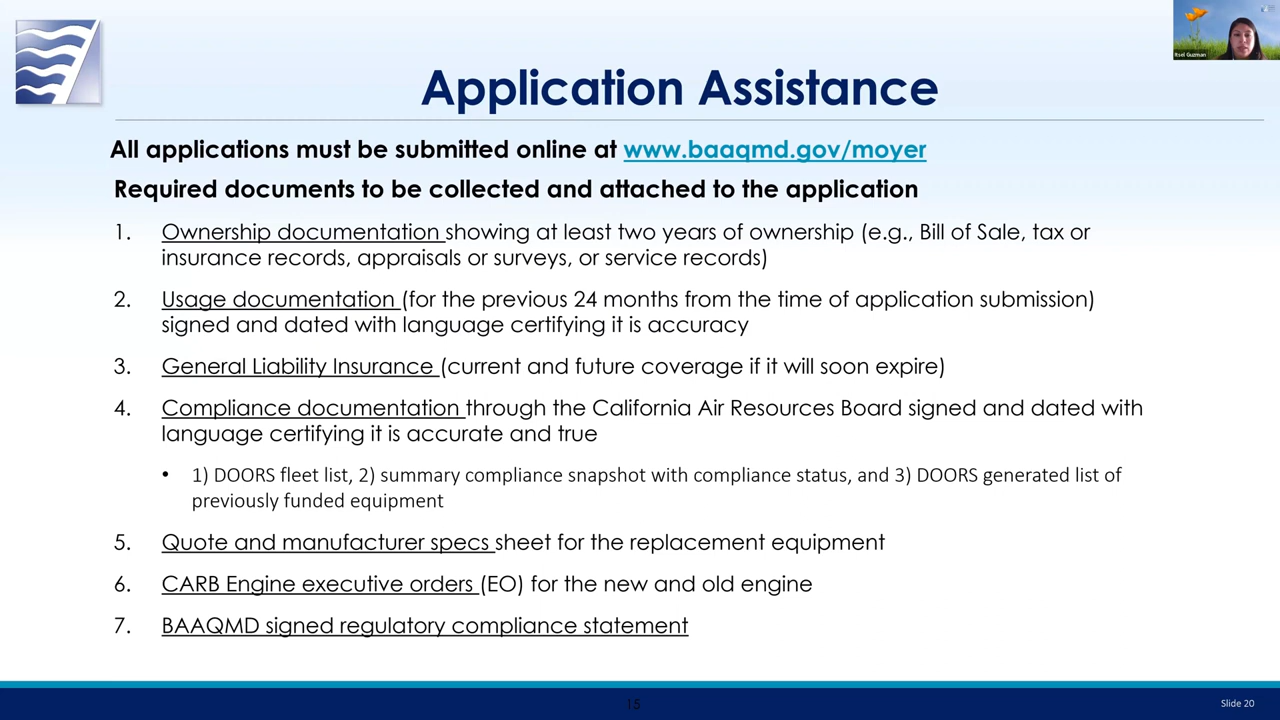 Itsel Guzman
Application Assistance
All applications must be submitted online at www.baaqmd.gov/moyer
Required documents to be collected and attached to the application
1. Ownership documentation showing at least two years of ownership (e.g., Bill of Sale, tax or
insurance records, appraisals or surveys, or service records)
2. Usage documentation (for the previous 24 months from the time of application submission)
signed and dated with language certifying it is accuracy
3. General Liability Insurance (current and future coverage if it will soon expire)
4. Compliance documentation through the California Air Resources Board signed and dated with
language certifying it is accurate and true
• 1) DOORS fleet list, 2) summary compliance snapshot with compliance status, and 3) DOORS generated list of
previously funded equipment
5. Quote and manufacturer specs sheet for the replacement equipment
6. CARB Engine executive orders (EO) for the new and old engine
7. BAAQMD signed regulatory compliance statement
15
Slide 20